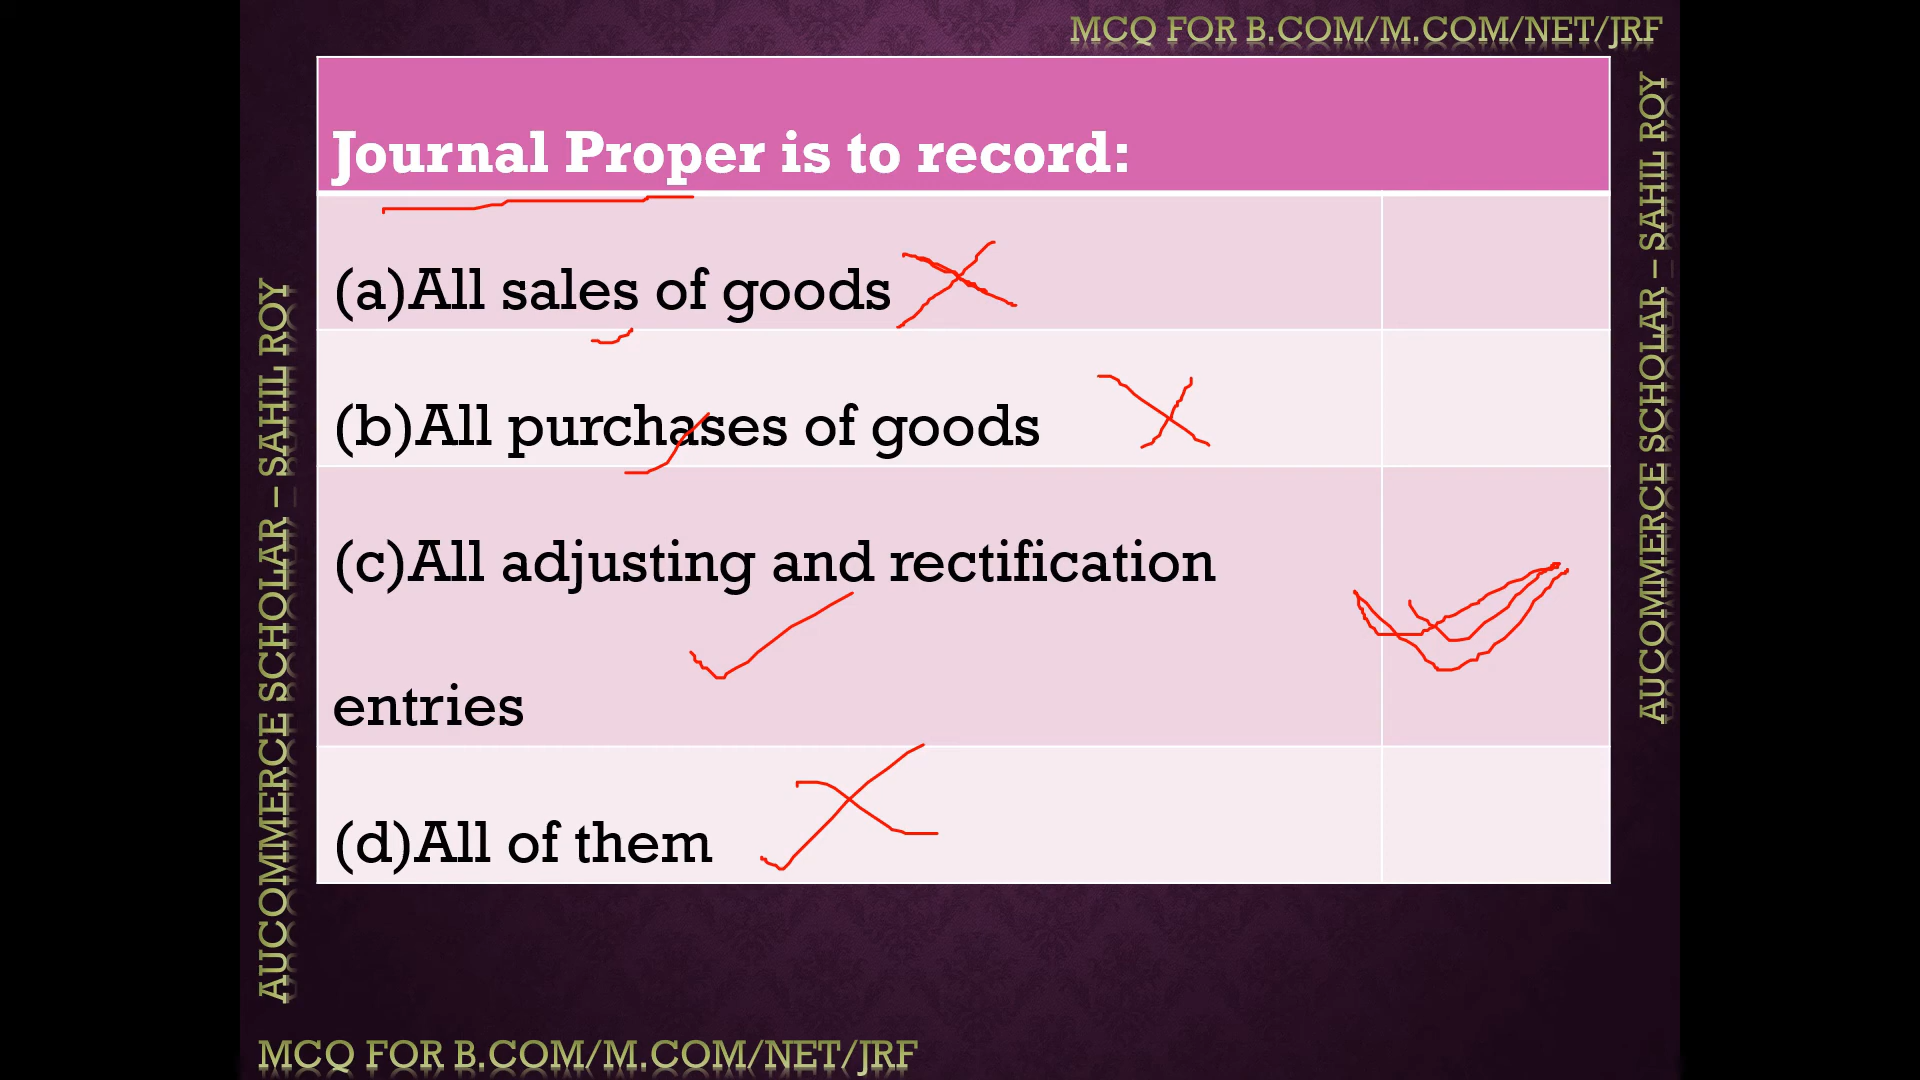 MCQ FOR B.COM/M.COM/NET/JRF
Journal Proper is to record:
(a)All sales of goods
(b)All purchases of goods
(c)All adjusting and rectification
entries
(d)All of them
AUCOMMERCE SCHOLAR – SAHIL ROY
AUCOMMERCE SCHOLAR – SAHIL ROY
MCQ FOR B.COM/M.COM/NET/JRF